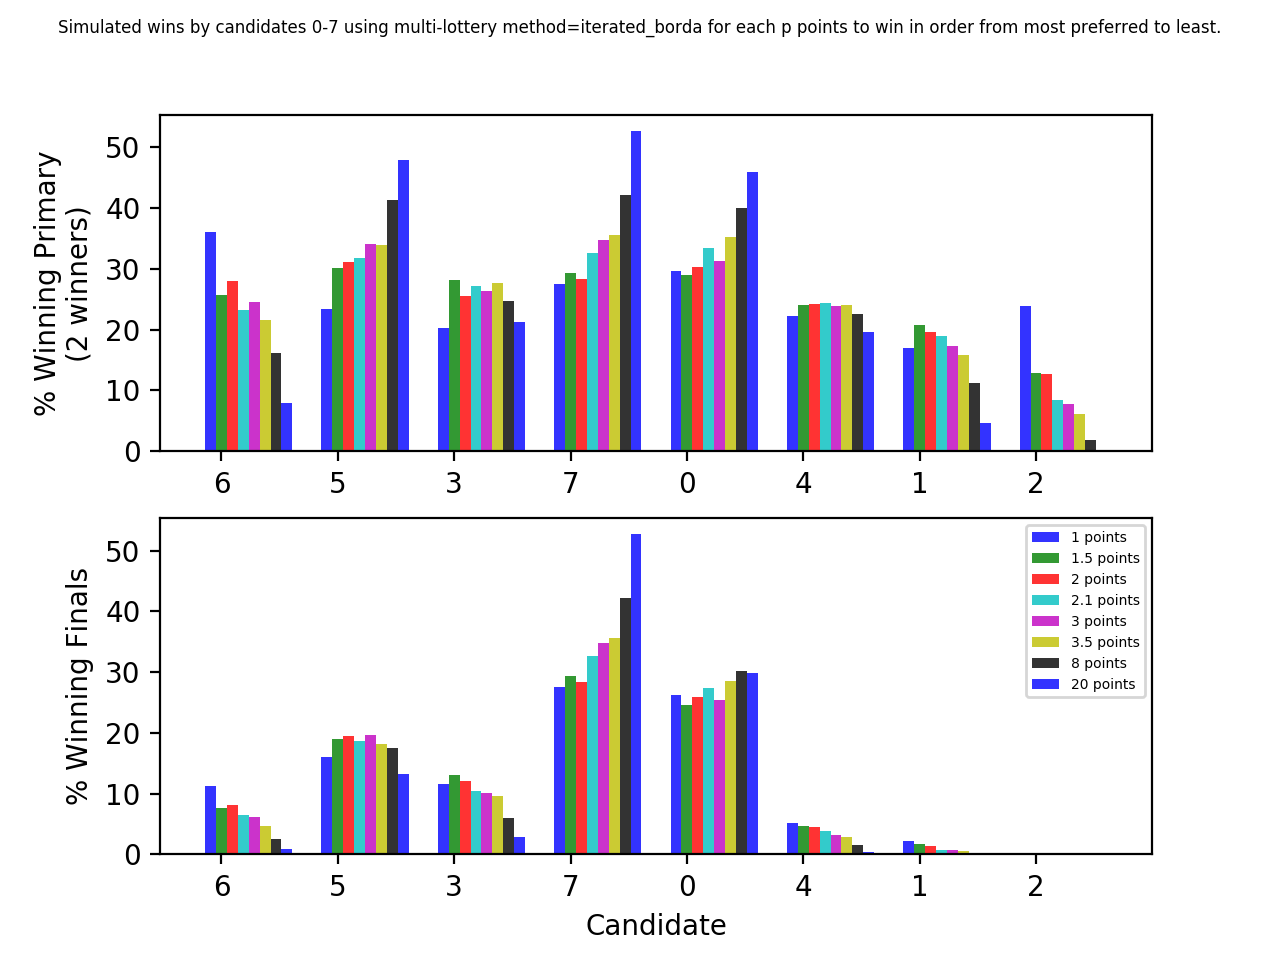 Simulated wins by candidates 0-7 using multi-lottery method=iterated_borda for each p points to win in order from most preferred to least.
% Winning Primary
(2 winners)
50
40
30
20
10
0
6 5 3 7 0 4 1 2
% Winning Finals
50
40
30
20
10
0
1 points
1.5 points
2 points
2.1 points
3 points
3.5 points
8 points
20 points
6 5 3 7 0 4 1 2
Candidate